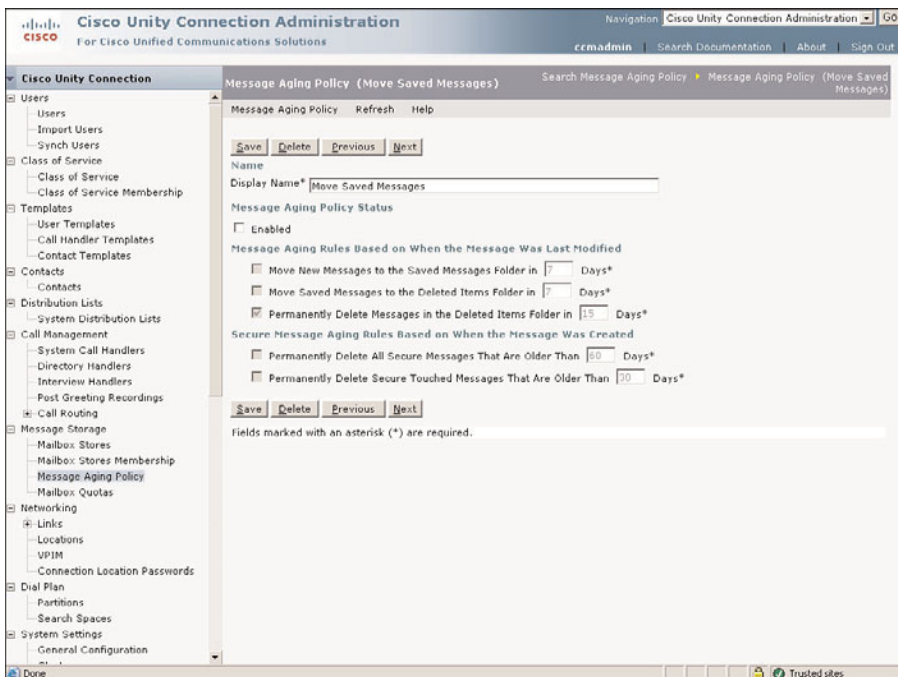 CISCO
Cisco Unity Connection Administration
For Cisco Unified Communications Solutions
Navigation Cisco Unity Connection Administration GO
ccmadmin | Search Documentation | About | Sign Out
Cisco Unity Connection
Users
Users
Import Users
Synch Users
Class of Service
Class of Service
Class of Service Membership
Templates
User Templates
Call Handler Templates
Contact Templates
Contacts
Contacts
Distribution Lists
System Distribution Lists
Call Management
System Call Handlers
Directory Handlers
Interview Handlers
Post Greeting Recordings
Call Routing
Message Storage
Mailbox Stores
Mailbox Stores Membership
Message Aging Policy
Mailbox Quotas
Networking
Links
Locations
VPIM
Connection Location Passwords
Dial Plan
Partitions
Search Spaces
System Settings
General Configuration
Message Aging Policy (Move Saved Messages)
Search Message Aging Policy Message Aging Policy (Move Saved
Messages)
Message Aging Policy Refresh Help
Save Delete Previous Next
Name
Display Name* Move Saved Messages
Message Aging Policy Status
Enabled
Message Aging Rules Based on When the Message Was Last Modified
Move New Messages to the Saved Messages Folder in 7 Days*
Move Saved Messages to the Deleted Items Folder in 7 Days*
Permanently Delete Messages in the Deleted Items Folder in 15 Days*
Secure Message Aging Rules Based on When the Message Was Created
Permanently Delete All Secure Messages That Are Older Than 60 Days*
Permanently Delete Secure Touched Messages That Are Older Than 30 Days*
Save Delete Previous Next
Fields marked with an asterisk (*) are required.
Done
Trusted sites